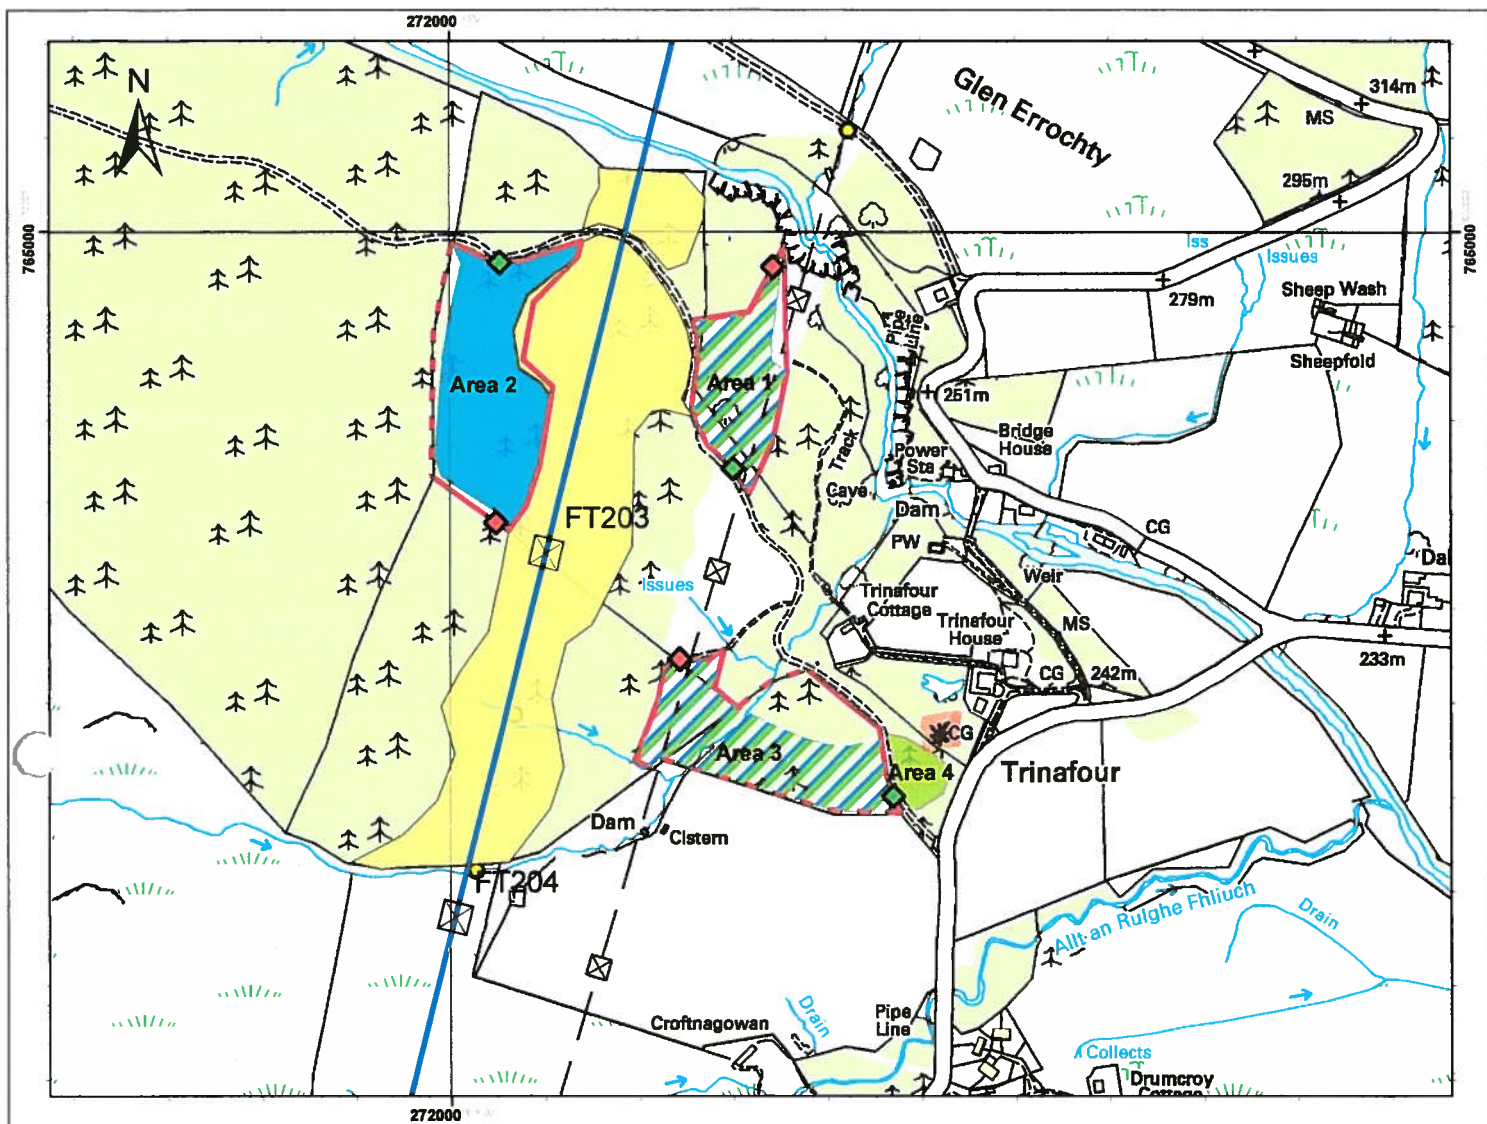 272000
N
Glen Errochty
314m
MS
295m
765000
765000
Iss
Issues
279m
Sheep Wash
Sheepfold
Pipe
Line
Area 2
Area 1
251m
Bridge
House
Track
Power
Sta
Cave
Dam
FT203
CG
PW
Weir
Dal
Issues
Trinafour
Cottage
Trinafour
House
MS
CG
242m
233m
CG
Area 3
Area 4
Trinafour
Dam
Cistern
FT204
Allt an Ruighe Fhliuch
Drain
Drain
Pipe
Line
Croftnagowan
Collects
Drumcroy
Cottage
272000